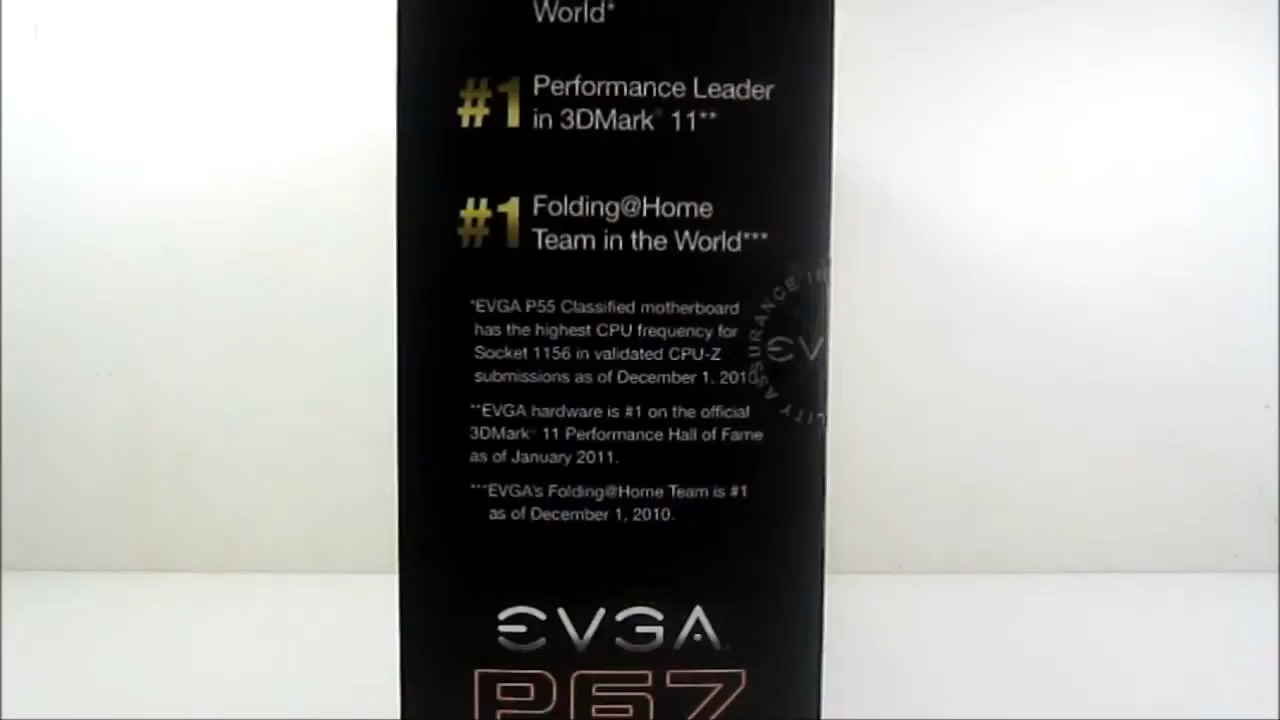 World*
#1 Performance Leader
in 3DMark® 11**
#1 Folding@Home
Team in the World***
*EVGA P55 Classified motherboard
has the highest CPU frequency for
Socket 1156 in validated CPU-Z
submissions as of December 1, 2010.
**EVGA hardware is #1 on the official
3DMark® 11 Performance Hall of Fame
as of January 2011.
***EVGA's Folding@Home Team is #1
as of December 1, 2010.
ASSURANCE
EV
EVGA
P67